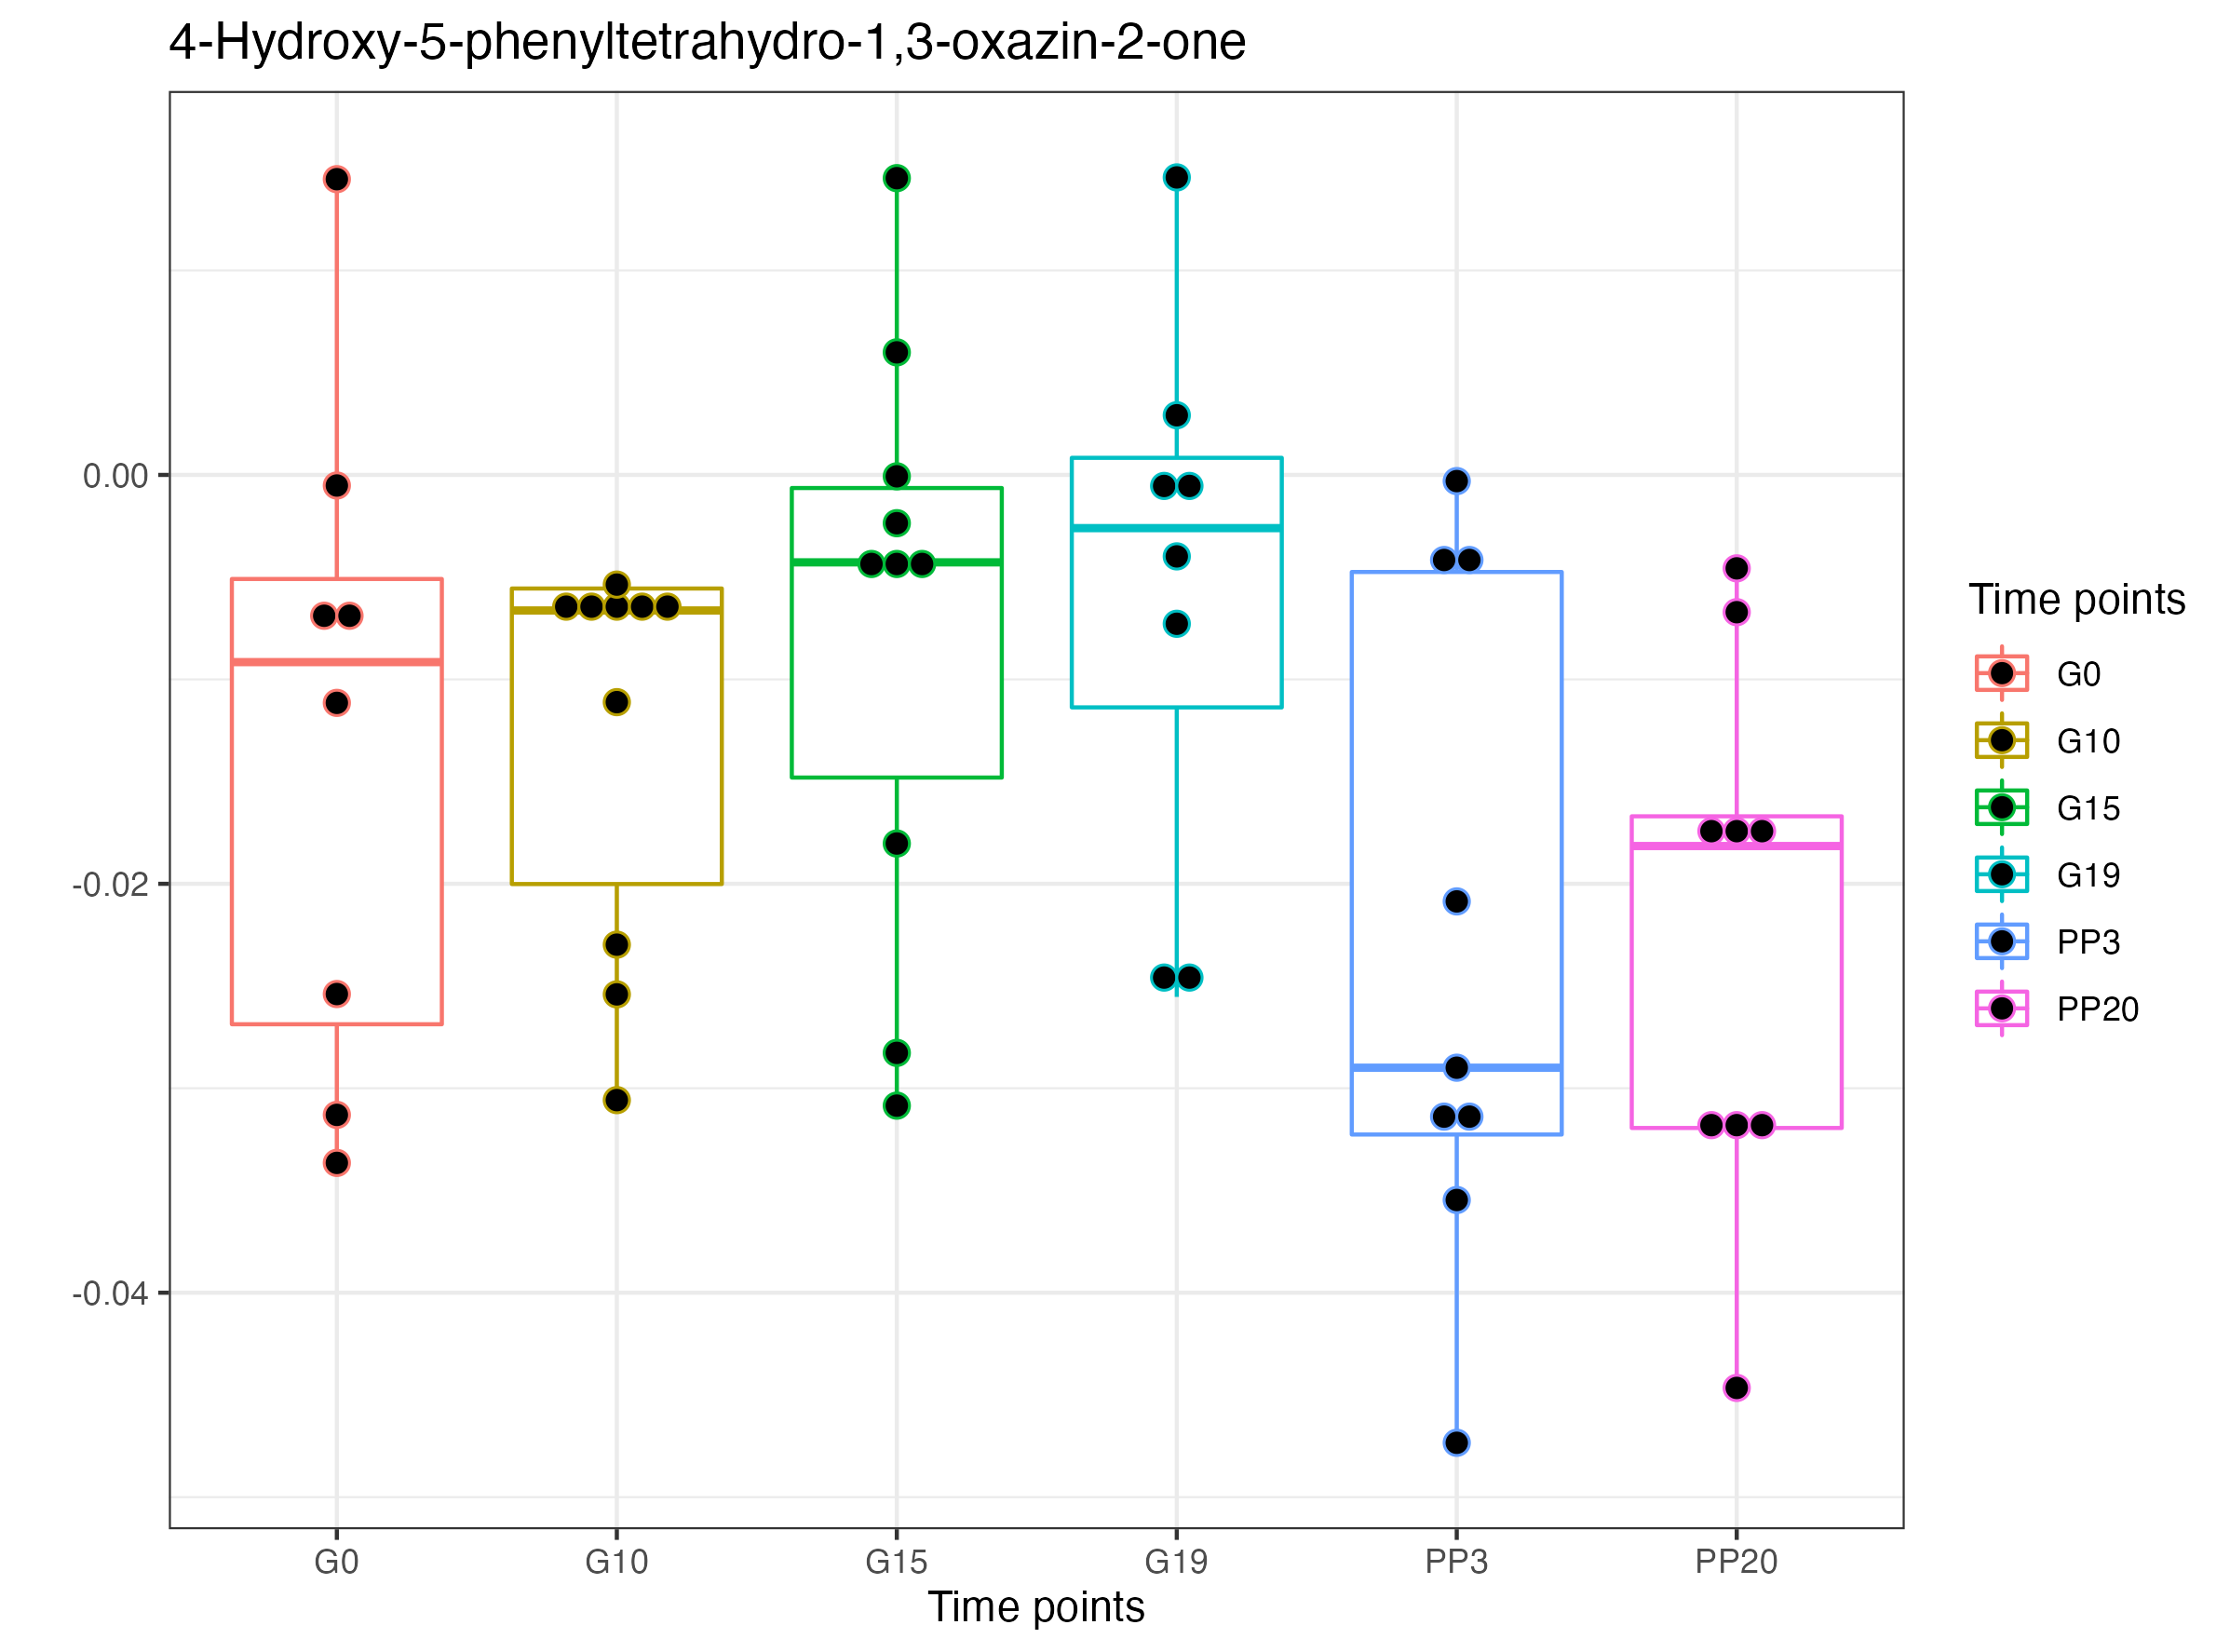 4-Hydroxy-5-phenyltetrahydro-1,3-oxazin-2-one
0.00
-0.02
-0.04
G0
G10
G15
G19
PP3
PP20
Time points
Time points
G0
G10
G15
G19
PP3
PP20